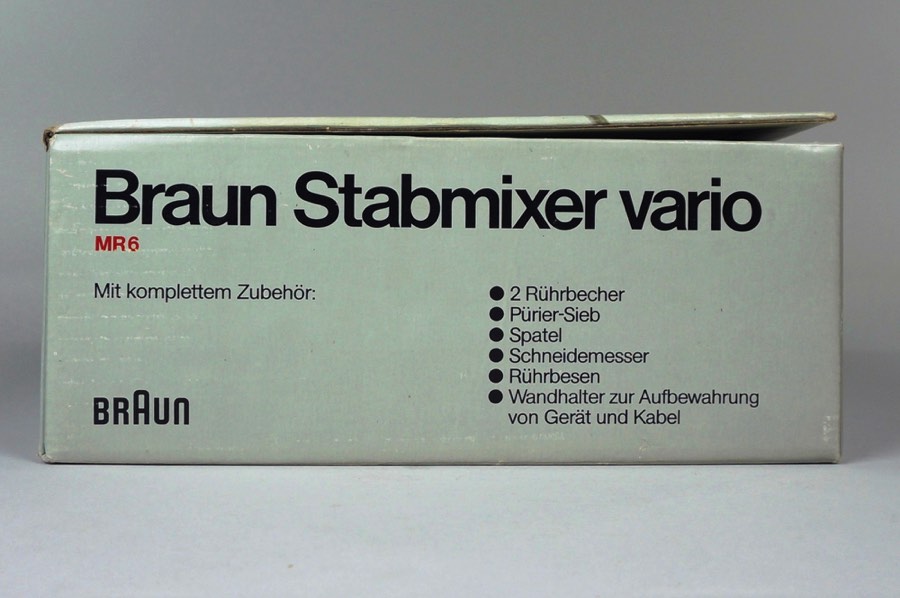 Braun Stabmixer vario
MR6
Mit komplettem Zubehör:
● 2 Rührbecher
● Pürier-Sieb
● Spatel
● Schneidemesser
● Rührbesen
● Wandhalter zur Aufbewahrung
von Gerät und Kabel
BRAUN